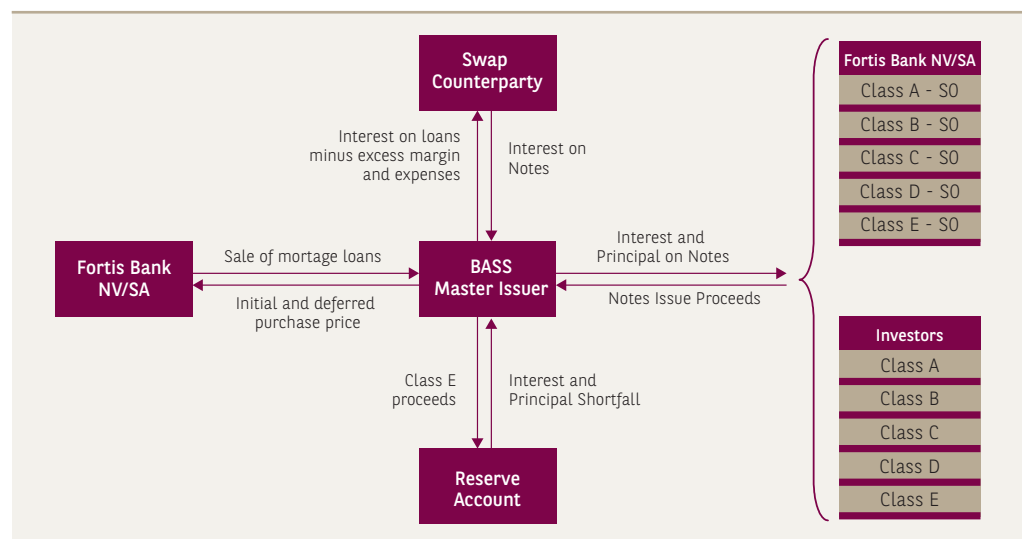 Swap
Counterparty
Interest on loans
minus excess margin
and expenses
Interest on
Notes
Fortis Bank
NV/SA
Sale of mortage loans
Initial and deferred
purchase price
BASS
Master Issuer
Interest and
Principal on Notes
Notes Issue Proceeds
Class E
proceeds
Interest and
Principal Shortfall
Reserve
Account
Fortis Bank NV/SA
Class A - SO
Class B - SO
Class C - SO
Class D - SO
Class E - SO
Investors
Class A
Class B
Class C
Class D
Class E